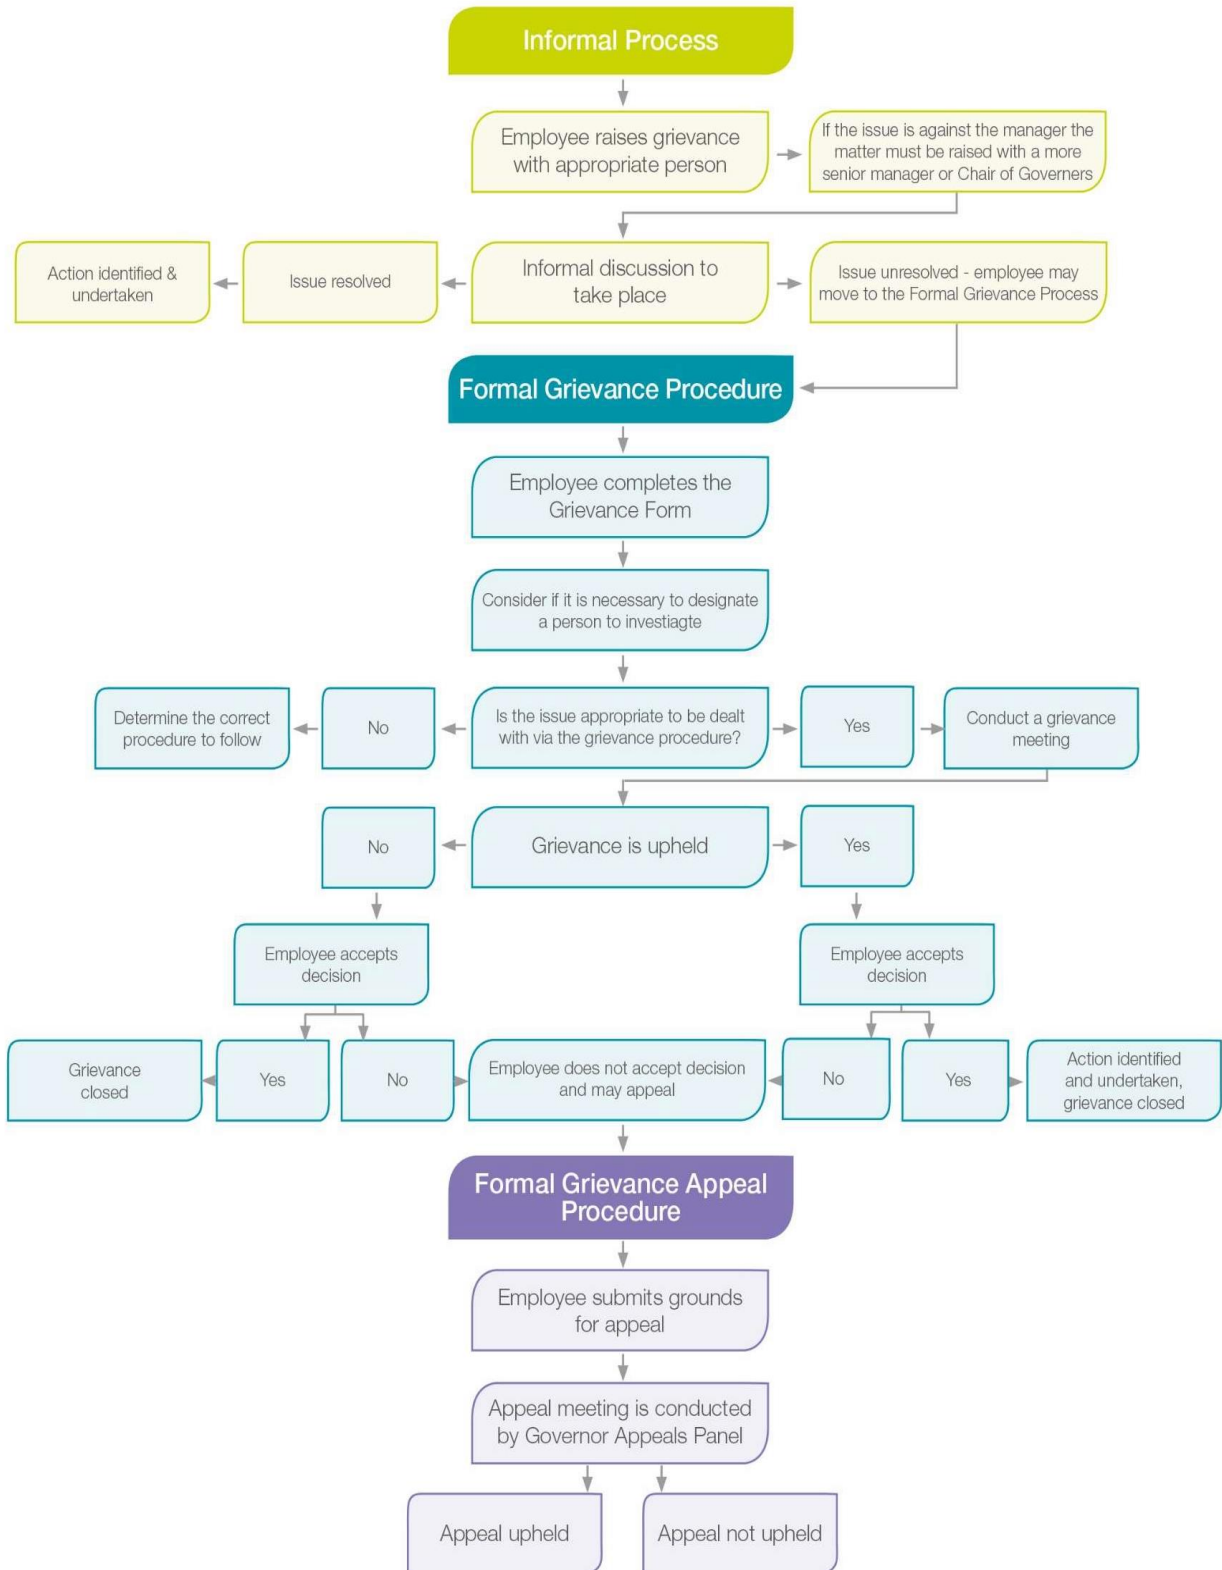 Informal Process
Employee raises grievance
with appropriate person
If the issue is against the manager the
matter must be raised with a more
senior manager or Chair of Governers
Action identified &
undertaken
Issue resolved
Informal discussion to
take place
Issue unresolved - employee may
move to the Formal Grievance Process
Formal Grievance Procedure
Employee completes the
Grievance Form
Consider if it is necessary to designate
a person to investiagte
Determine the correct
procedure to follow
No
Is the issue appropriate to be dealt
with via the grievance procedure?
Yes
Conduct a grievance
meeting
No
Grievance is upheld
Yes
Employee accepts
decision
Employee accepts
decision
Grievance
closed
Yes
No
Employee does not accept decision
and may appeal
No
Yes
Action identified
and undertaken,
grievance closed
Formal Grievance Appeal
Procedure
Employee submits grounds
for appeal
Appeal meeting is conducted
by Governor Appeals Panel
Appeal upheld
Appeal not upheld